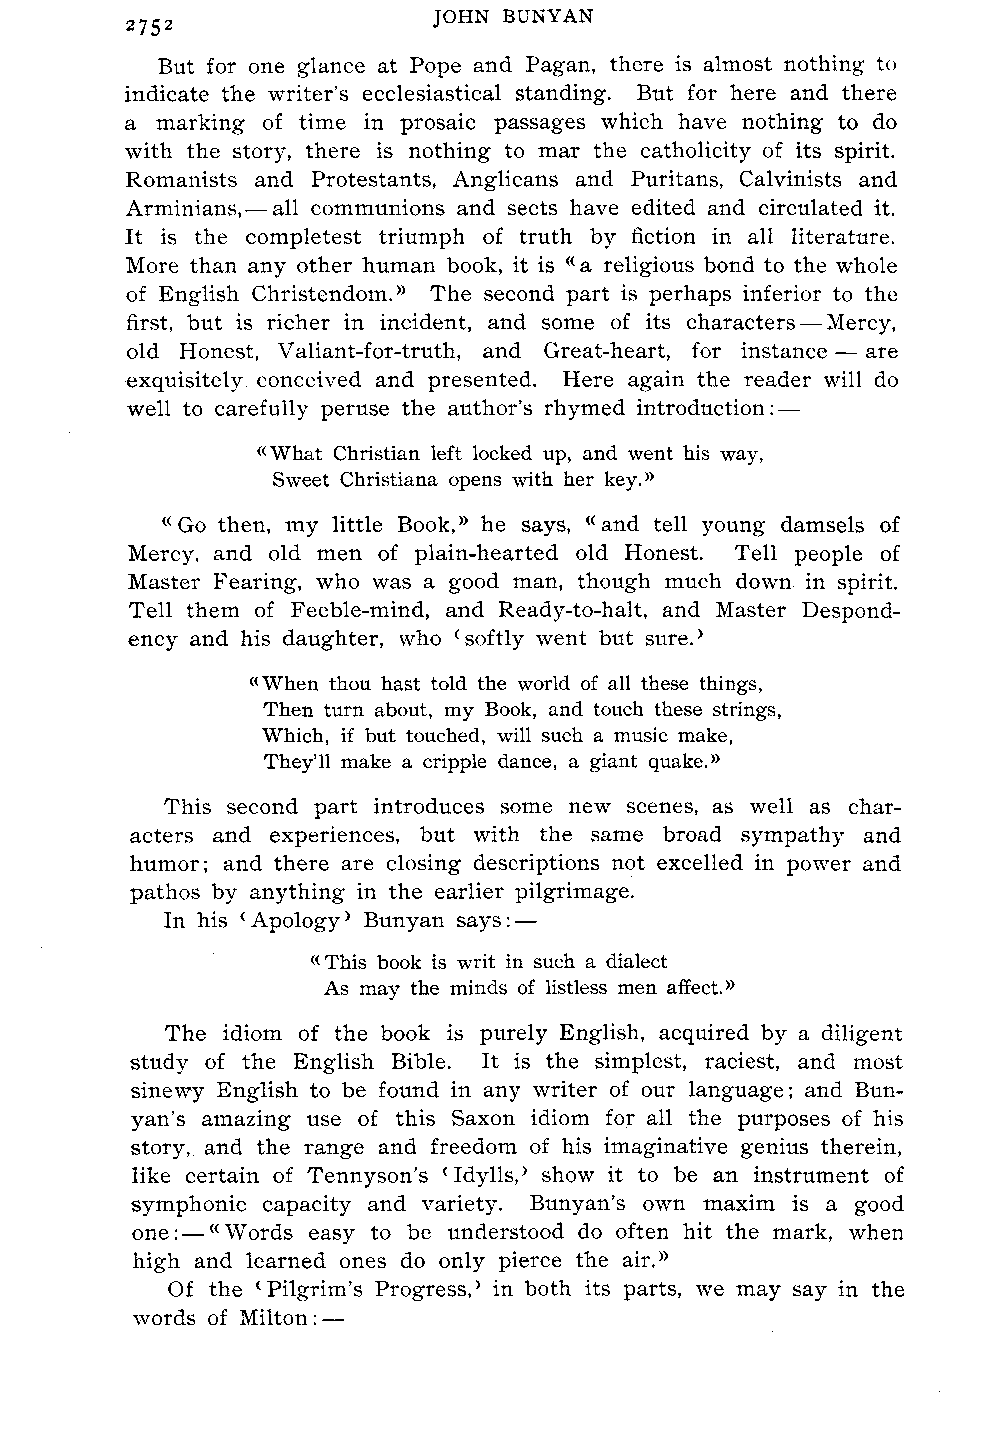 2752
JOHN BUNYAN
But for one glance at Pope and Pagan, there is almost nothing to
indicate the writer's ecclesiastical standing. But for here and there
a marking of time in prosaic passages which have nothing to do
with the story, there is nothing to mar the catholicity of its spirit.
Romanists and Protestants, Anglicans and Puritans, Calvinists and
Arminians,— all communions and sects have edited and circulated it.
It is the completest triumph of truth by fiction in all literature.
More than any other human book, it is «a religious bond to the whole
of English Christendom.» The second part is perhaps inferior to the
first, but is richer in incident, and some of its characters — Mercy,
old Honest, Valiant-for-truth, and Great-heart, for instance — are
exquisitely conceived and presented. Here again the reader will do
well to carefully peruse the author's rhymed introduction: —
«What Christian left locked up, and went his way,
Sweet Christiana opens with her key.»
«Go then, my little Book,» he says, «and tell young damsels of
Mercy, and old men of plain-hearted old Honest. Tell people of
Master Fearing, who was a good man, though much down in spirit.
Tell them of Feeble-mind, and Ready-to-halt, and Master Despond-
ency and his daughter, who ‹softly went but sure.›
«When thou hast told the world of all these things,
Then turn about, my Book, and touch these strings,
Which, if but touched, will such a music make,
They'll make a cripple dance, a giant quake.»
This second part introduces some new scenes, as well as char-
acters and experiences, but with the same broad sympathy and
humor; and there are closing descriptions not excelled in power and
pathos by anything in the earlier pilgrimage.
In his ‹Apology› Bunyan says: —
«This book is writ in such a dialect
As may the minds of listless men affect.»
The idiom of the book is purely English, acquired by a diligent
study of the English Bible. It is the simplest, raciest, and most
sinewy English to be found in any writer of our language; and Bun-
yan's amazing use of this Saxon idiom for all the purposes of his
story, and the range and freedom of his imaginative genius therein,
like certain of Tennyson's ‹Idylls,› show it to be an instrument of
symphonic capacity and variety. Bunyan's own maxim is a good
one: — «Words easy to be understood do often hit the mark, when
high and learned ones do only pierce the air.»
Of the ‹Pilgrim's Progress,› in both its parts, we may say in the
words of Milton: —